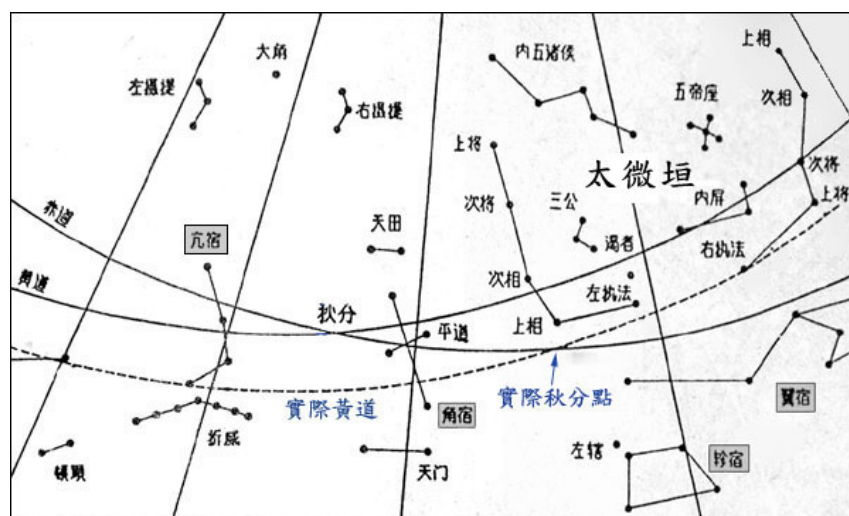 大角
内五诸侯
上相
左摄提
右摄提
五帝座
次相
上将
太微垣
次将
次将
三公
内屏
上将
赤道
亢宿
天田
谒者
右执法
黄道
次相
左执法
秋分
上相
平道
實際黃道
實際秋分點
角宿
翼宿
折威
左辖
轸宿
顿顽
天门